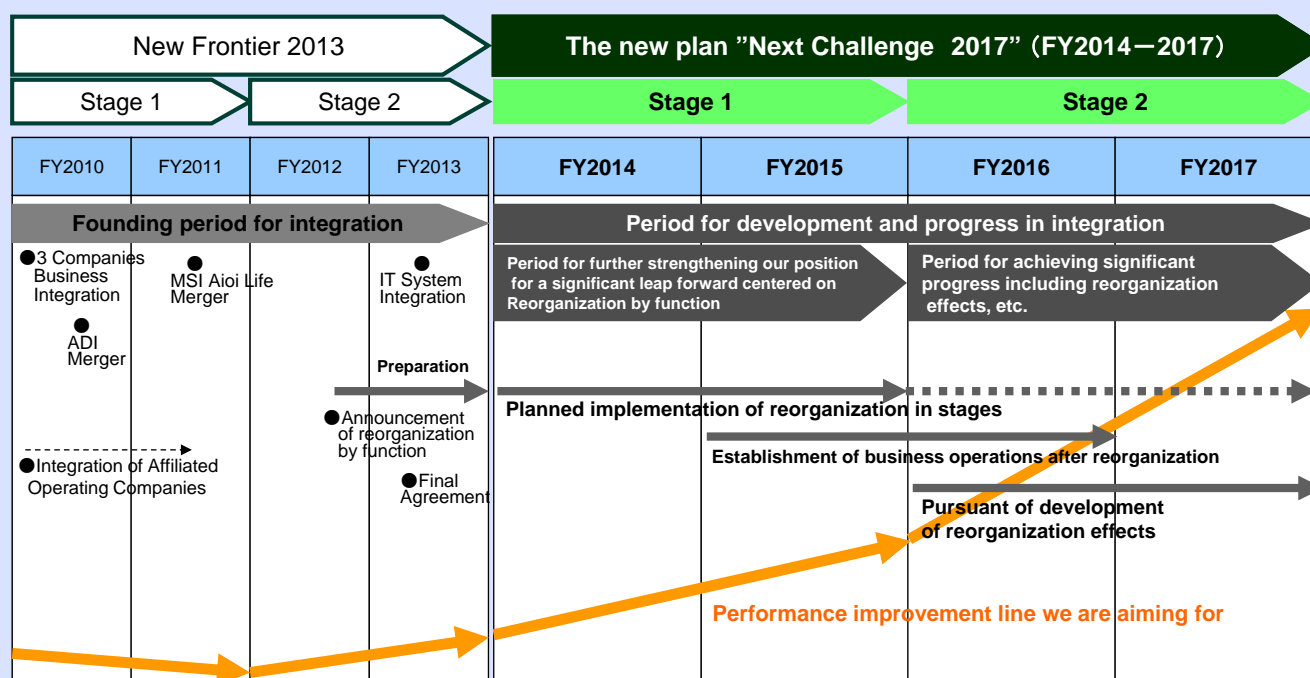 New Frontier 2013
The new plan ”Next Challenge 2017” (FY2014－2017)
Stage 1
Stage 2
Stage 1
Stage 2
FY2010
FY2011
FY2012
FY2013
FY2014
FY2015
FY2016
FY2017
Founding period for integration
Period for development and progress in integration
●3 Companies
Business
Integration
●
MSI Aioi Life
Merger
●
IT System
Integration
Period for further strengthening our position
for a significant leap forward centered on
Reorganization by function
Period for achieving significant
progress including reorganization
effects, etc.
●
ADI
Merger
Preparation
Planned implementation of reorganization in stages
●Announcement
of reorganization
by function
Establishment of business operations after reorganization
●Integration of Affiliated
Operating Companies
●Final
Agreement
Pursuant of development
of reorganization effects
Performance improvement line we are aiming for